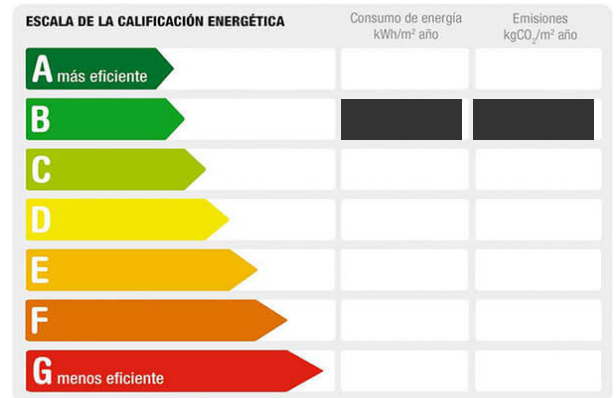 ESCALA DE LA CALIFICACIÓN ENERGÉTICA
Consumo de energía
kWh/m² año
Emisiones
kgCO₂/m² año
A más eficiente
B
C
D
E
F
G menos eficiente